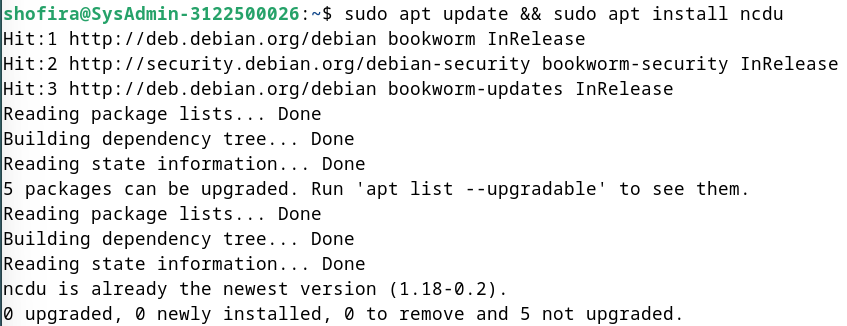 shofira@SysAdmin-3122500026:~$ sudo apt update && sudo apt install ncdu
Hit:1 http://deb.debian.org/debian bookworm InRelease
Hit:2 http://security.debian.org/debian-security bookworm-security InRelease
Hit:3 http://deb.debian.org/debian bookworm-updates InRelease
Reading package lists... Done
Building dependency tree... Done
Reading state information... Done
5 packages can be upgraded. Run 'apt list --upgradable' to see them.
Reading package lists... Done
Building dependency tree... Done
Reading state information... Done
ncdu is already the newest version (1.18-0.2).
0 upgraded, 0 newly installed, 0 to remove and 5 not upgraded.